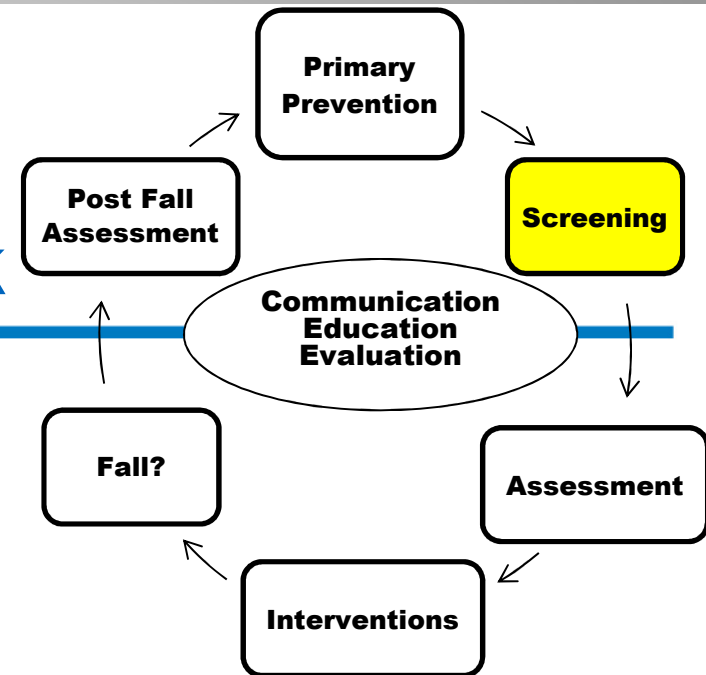 Primary
Prevention
Screening
Post Fall
Assessment
Communication
Education
Evaluation
Fall?
Assessment
Interventions